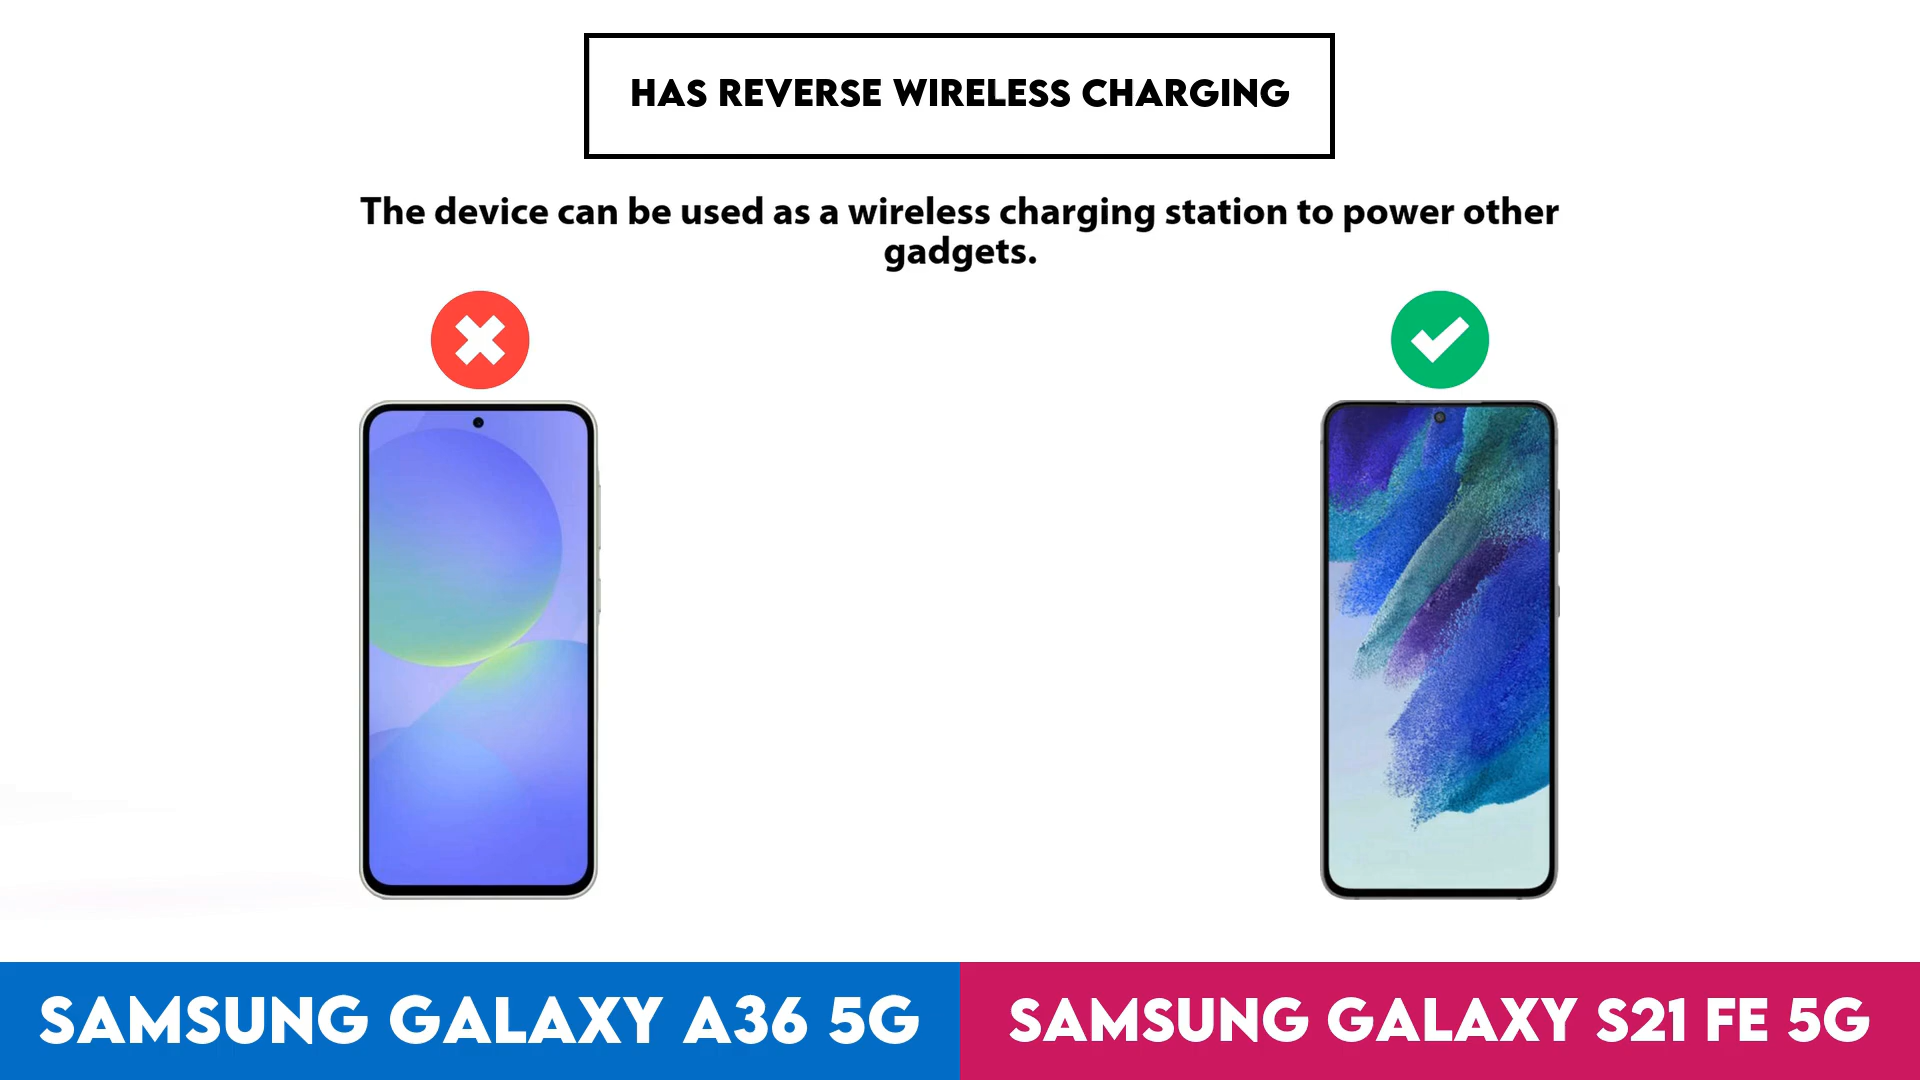 HAS REVERSE WIRELESS CHARGING
The device can be used as a wireless charging station to power other
gadgets.
SAMSUNG GALAXY A36 5G
SAMSUNG GALAXY S21 FE 5G